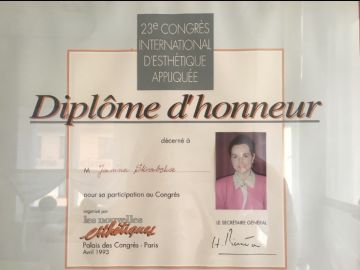 23e CONGRÈS
INTERNATIONAL
D'ESTHÉTIQUE
APPLIQUÉE
Diplôme d'honneur
décerné à
M
pour sa participation au Congrès
organisé par
les nouvelles
esthétiques
Palais des Congrès - Paris
Avril 1993
LE SECRÉTAIRE GÉNÉRAL